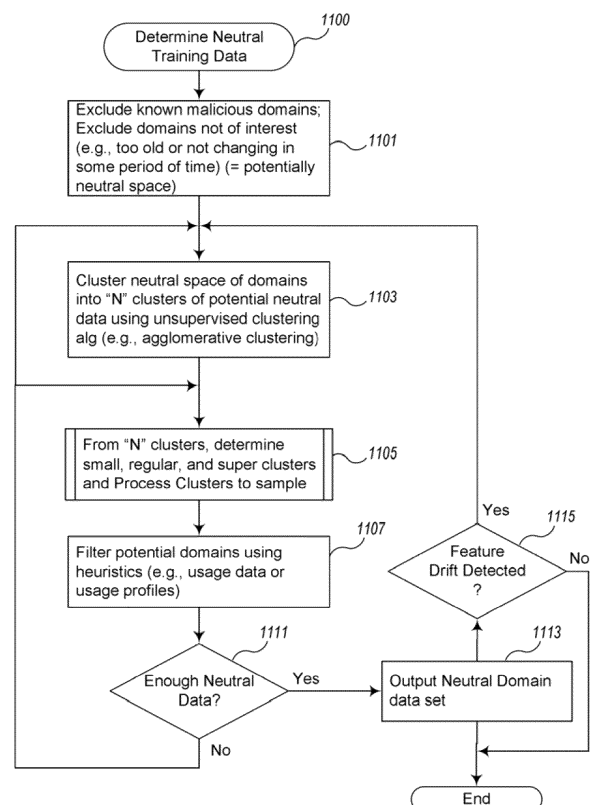 1100
Determine Neutral
Training Data
Exclude known malicious domains;
Exclude domains not of interest
(e.g., too old or not changing in
some period of time) (= potentially
neutral space)
1101
Cluster neutral space of domains
into “N” clusters of potential neutral
data using unsupervised clustering
alg (e.g., agglomerative clustering)
1103
From “N” clusters, determine
small, regular, and super clusters
and Process Clusters to sample
1105
Filter potential domains using
heuristics (e.g., usage data or
usage profiles)
1107
Enough Neutral
Data?
1111
Yes
No
Output Neutral Domain
data set
1113
Feature
Drift Detected
?
1115
Yes
No
End